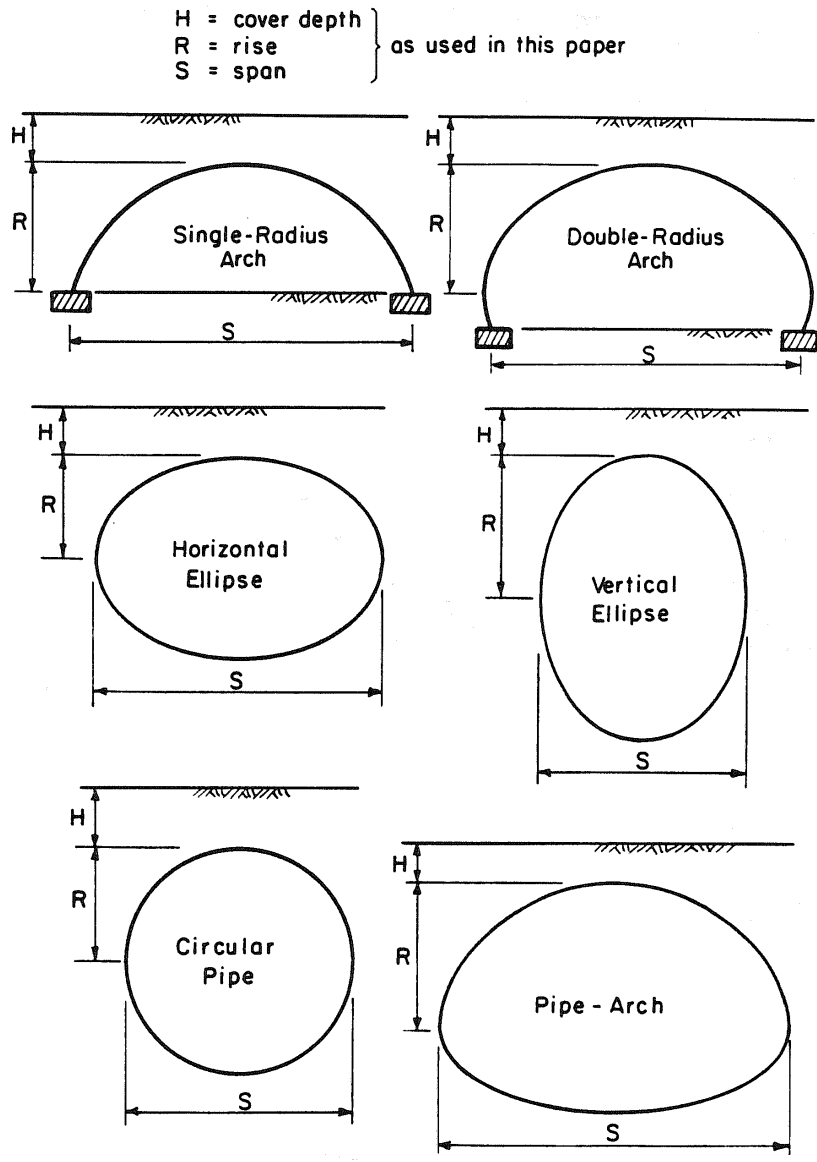 H = cover depth
R = rise
S = span
as used in this paper
H
R
Single-Radius
Arch
S
H
R
Double-Radius
Arch
S
H
R
Horizontal
Ellipse
S
H
R
Vertical
Ellipse
S
H
R
Circular
Pipe
S
H
R
Pipe - Arch
S